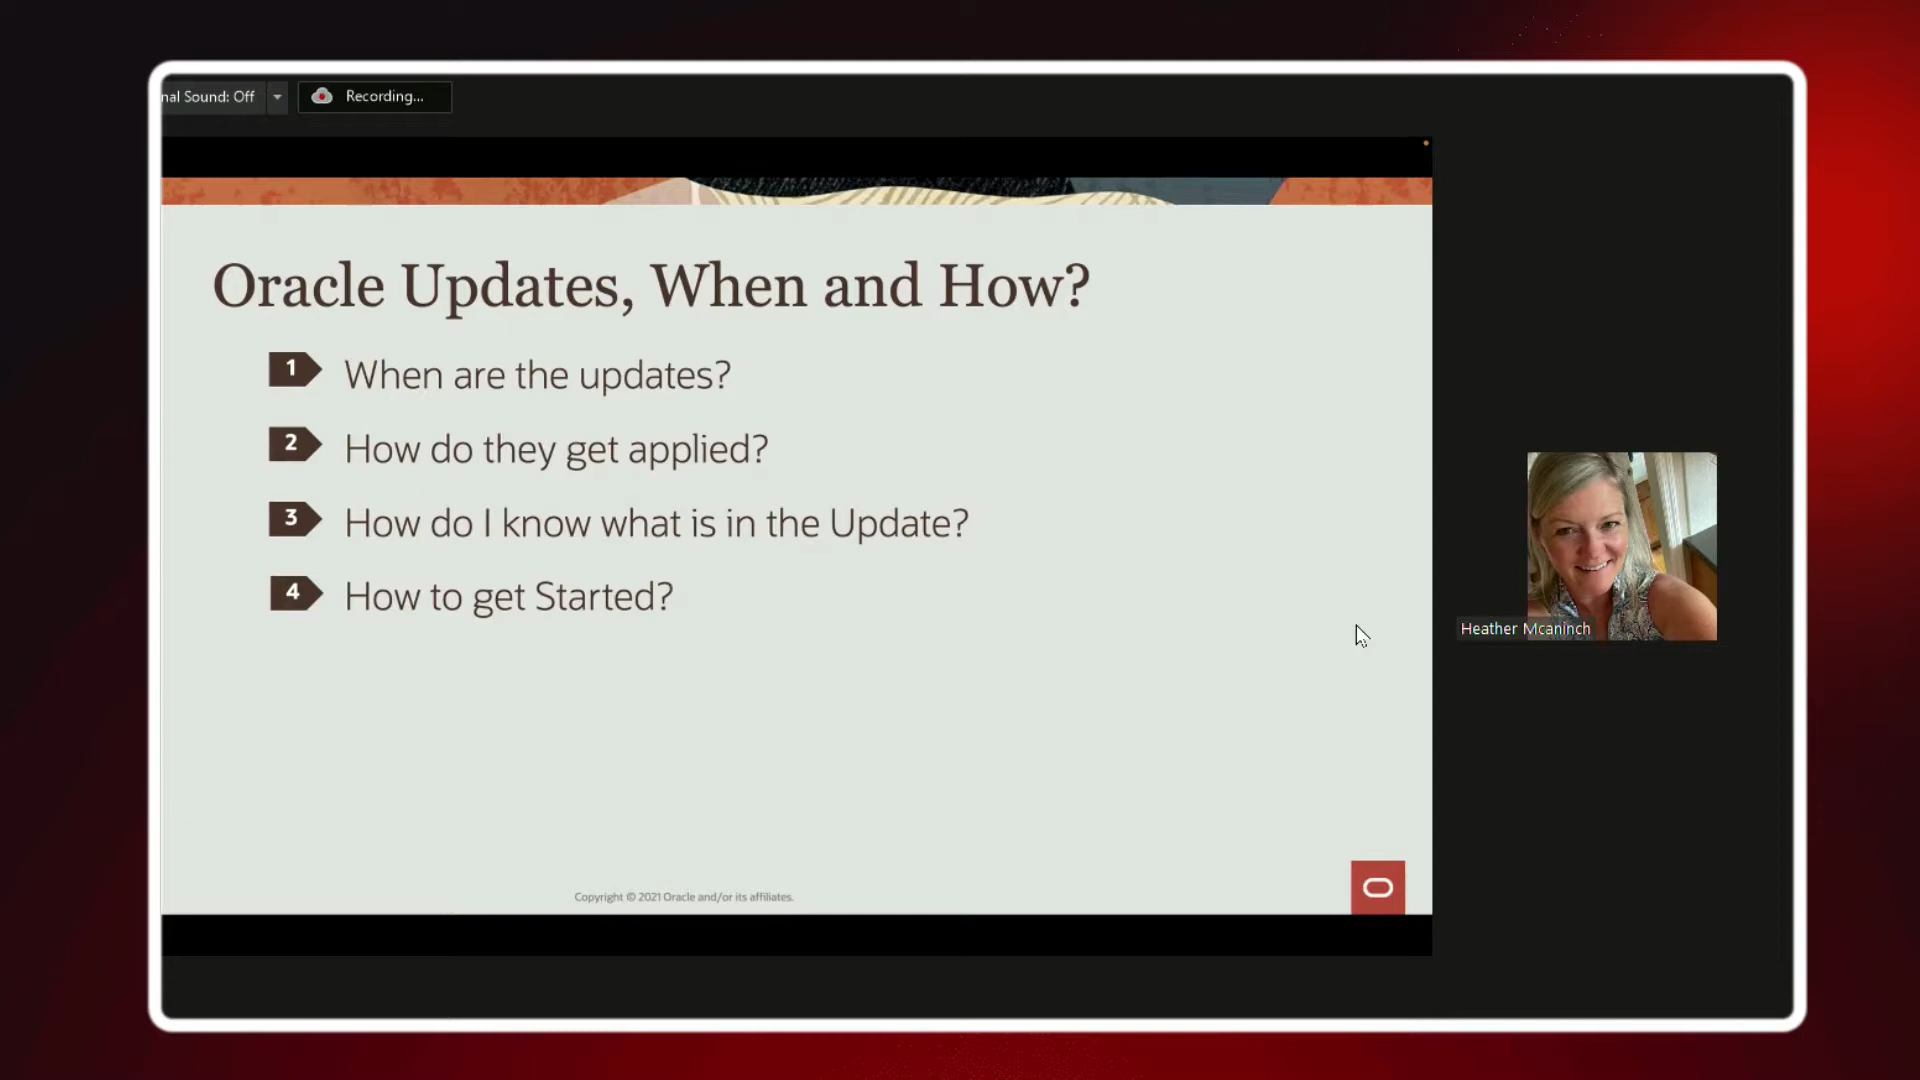 nal Sound: Off
Recording...
Oracle Updates, When and How?
1 When are the updates?
2 How do they get applied?
3 How do I know what is in the Update?
4 How to get Started?
Heather Mcaninch
Copyright © 2021 Oracle and/or its affiliates.